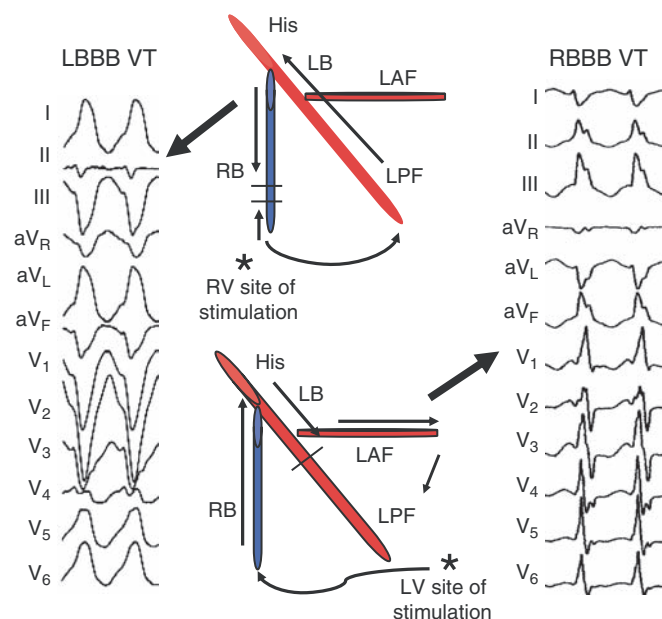 LBBB VT
I
II
III
aVR
aVL
aVF
V1
V2
V3
V4
V5
V6
His
LB
LAF
RB
LPF
*
RV site of
stimulation
His
LB
LAF
RB
LPF
*
LV site of
stimulation
RBBB VT
I
II
III
aVR
aVL
aVF
V1
V2
V3
V4
V5
V6